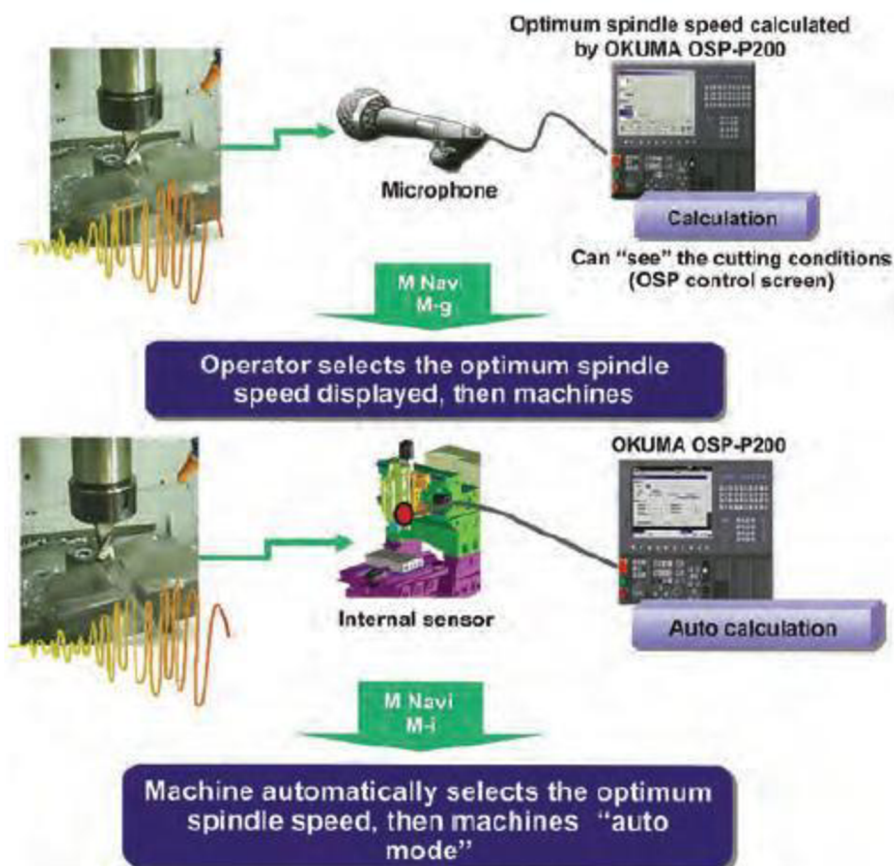 Optimum spindle speed calculated
by OKUMA OSP-P200
Microphone
Calculation
Can “see” the cutting conditions
(OSP control screen)
M Navi
M-g
Operator selects the optimum spindle
speed displayed, then machines
OKUMA OSP-P200
Internal sensor
Auto calculation
M Navi
M-i
Machine automatically selects the optimum
spindle speed, then machines “auto
mode”